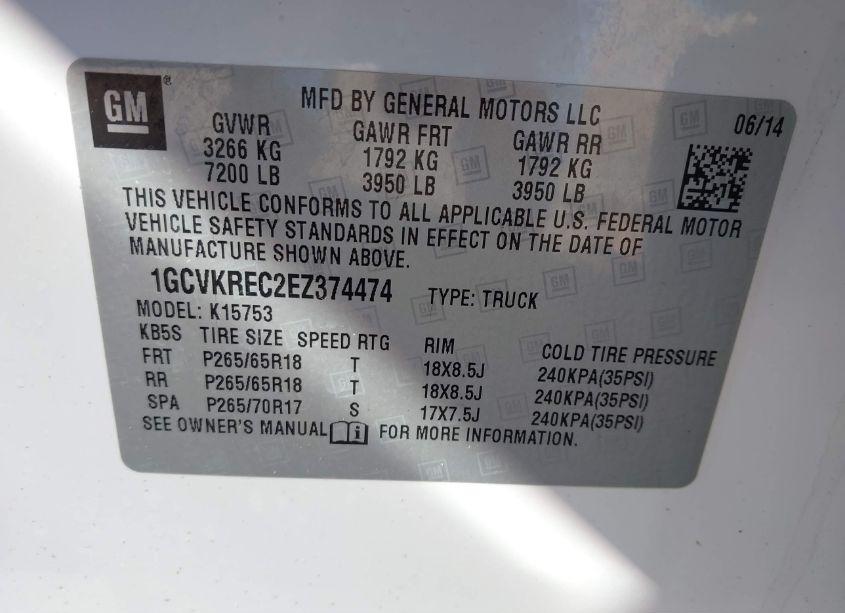 GM®
MFD BY GENERAL MOTORS LLC
06/14
GVWR GAWR FRT GAWR RR
3266 KG 1792 KG 1792 KG
7200 LB 3950 LB 3950 LB
THIS VEHICLE CONFORMS TO ALL APPLICABLE U.S. FEDERAL MOTOR
VEHICLE SAFETY STANDARDS IN EFFECT ON THE DATE OF
MANUFACTURE SHOWN ABOVE.
1GCVKREC2EZ374474 TYPE: TRUCK
MODEL: K15753
KB5S TIRE SIZE SPEED RTG RIM COLD TIRE PRESSURE
FRT P265/65R18 T 18X8.5J 240KPA(35PSI)
RR P265/65R18 T 18X8.5J 240KPA(35PSI)
SPA P265/70R17 S 17X7.5J 240KPA(35PSI)
SEE OWNER'S MANUAL FOR MORE INFORMATION.